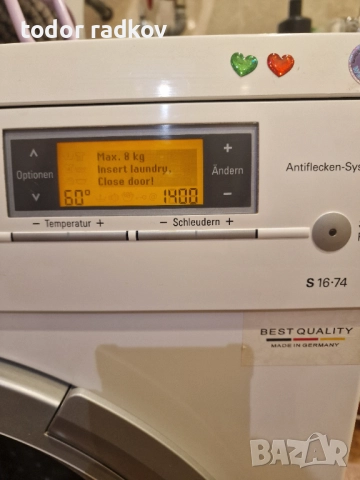 todor radkov
Max. 8 kg
Optionen
Insert laundry.
Close door!
+
Ändern
−
60° 1400
Antiflecken-Sys
− Temperatur +
− Schleudern +
S 16·74
BEST QUALITY
MADE IN GERMANY
BAZAR